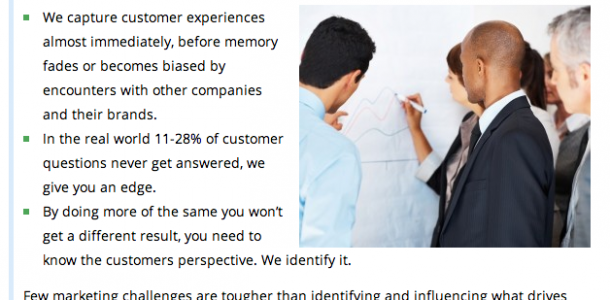 We capture customer experiences
almost immediately, before memory
fades or becomes biased by
encounters with other companies
and their brands.
In the real world 11-28% of customer
questions never get answered, we
give you an edge.
By doing more of the same you won't
get a different result, you need to
know the customers perspective. We identify it.
Few marketing challenges are tougher than identifying and influencing what drives